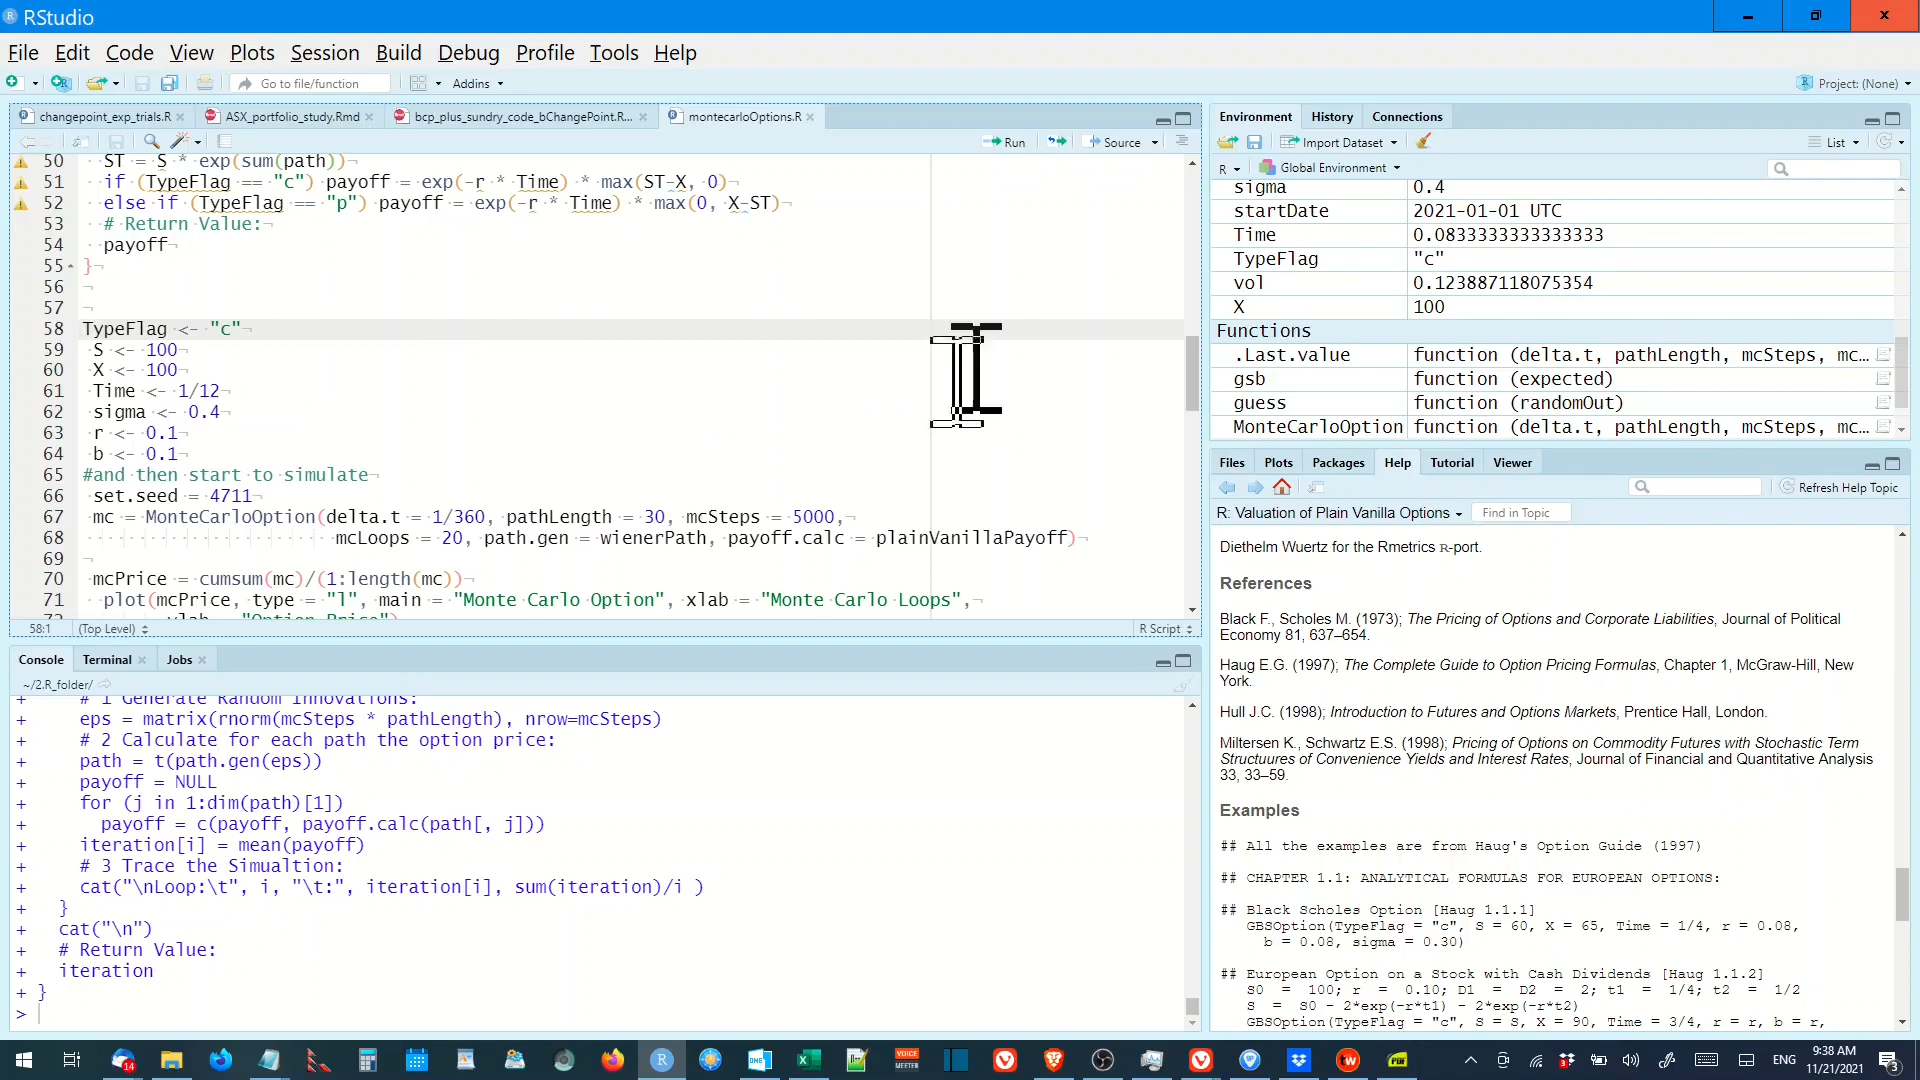 RStudio
File Edit Code View Plots Session Build Debug Profile Tools Help
Go to file/function Addins Project: (None)
changepoint_exp_trials.R ASX_portfolio_study.Rmd bcp_plus_sundry_code_bChangePoint.R... montecarloOptions.R
Run Source
50 ST = S * exp(sum(path))
51 if (TypeFlag == "c") payoff = exp(-r * Time) * max(ST-X, 0)
52 else if (TypeFlag == "p") payoff = exp(-r * Time) * max(0, X-ST)
53 # Return Value:
54 payoff
55 }
56
57
58 TypeFlag <- "c"
59 S <- 100
60 X <- 100
61 Time <- 1/12
62 sigma <- 0.4
63 r <- 0.1
64 b <- 0.1
65 #and then start to simulate
66 set.seed = 4711
67 mc = MonteCarloOption(delta.t = 1/360, pathLength = 30, mcSteps = 5000,
68 mcLoops = 20, path.gen = wienerPath, payoff.calc = plainVanillaPayoff)
69
70 mcPrice = cumsum(mc)/(1:length(mc))
71 plot(mcPrice, type = "l", main = "Monte Carlo Option", xlab = "Monte Carlo Loops",
58:1 (Top Level) R Script
Console Terminal Jobs
~/2.R_folder/
+ # 1 Generate Random Innovations:
+ eps = matrix(rnorm(mcSteps * pathLength), nrow=mcSteps)
+ # 2 Calculate for each path the option price:
+ path = t(path.gen(eps))
+ payoff = NULL
+ for (j in 1:dim(path)[1])
+ payoff = c(payoff, payoff.calc(path[, j]))
+ iteration[i] = mean(payoff)
+ # 3 Trace the Simualtion:
+ cat("\nLoop:\t", i, "\t:", iteration[i], sum(iteration)/i )
+ }
+ cat("\n")
+ # Return Value:
+ iteration
+ }
>
Environment History Connections
Import Dataset List
R Global Environment
sigma 0.4
startDate 2021-01-01 UTC
Time 0.0833333333333333
TypeFlag "c"
vol 0.123887118075354
X 100
Functions
.Last.value function (delta.t, pathLength, mcSteps, mc...
gsb function (expected)
guess function (randomOut)
MonteCarloOption function (delta.t, pathLength, mcSteps, mc...
Files Plots Packages Help Tutorial Viewer
Refresh Help Topic
R: Valuation of Plain Vanilla Options Find in Topic
Diethelm Wuertz for the Rmetrics R-port.
References
Black F., Scholes M. (1973); The Pricing of Options and Corporate Liabilities, Journal of Political
Economy 81, 637–654.
Haug E.G. (1997); The Complete Guide to Option Pricing Formulas, Chapter 1, McGraw-Hill, New
York.
Hull J.C. (1998); Introduction to Futures and Options Markets, Prentice Hall, London.
Miltersen K., Schwartz E.S. (1998); Pricing of Options on Commodity Futures with Stochastic Term
Structuures of Convenience Yields and Interest Rates, Journal of Financial and Quantitative Analysis
33, 33–59.
Examples
## All the examples are from Haug's Option Guide (1997)
## CHAPTER 1.1: ANALYTICAL FORMULAS FOR EUROPEAN OPTIONS:
## Black Scholes Option [Haug 1.1.1]
GBSOption(TypeFlag = "c", S = 60, X = 65, Time = 1/4, r = 0.08,
b = 0.08, sigma = 0.30)
## European Option on a Stock with Cash Dividends [Haug 1.1.2]
S0 = 100; r = 0.10; D1 = D2 = 2; t1 = 1/4; t2 = 1/2
S = S0 - 2*exp(-r*t1) - 2*exp(-r*t2)
GBSOption(TypeFlag = "c", S = S, X = 90, Time = 3/4, r = r, b = r,
14 VOICE MEETER ENG 9:38 AM
11/21/2021 3